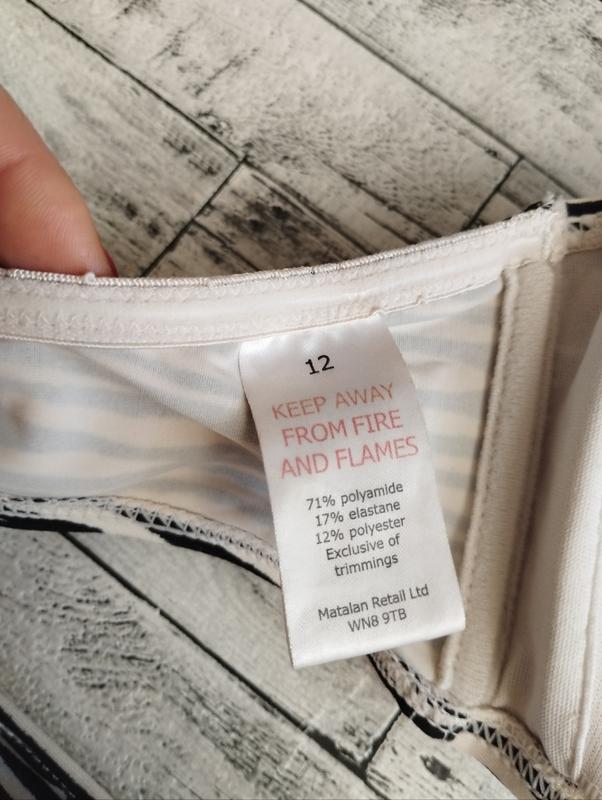 12
KEEP AWAY
FROM FIRE
AND FLAMES
71% polyamide
17% elastane
12% polyester
Exclusive of
trimmings
Matalan Retail Ltd
WN8 9TB